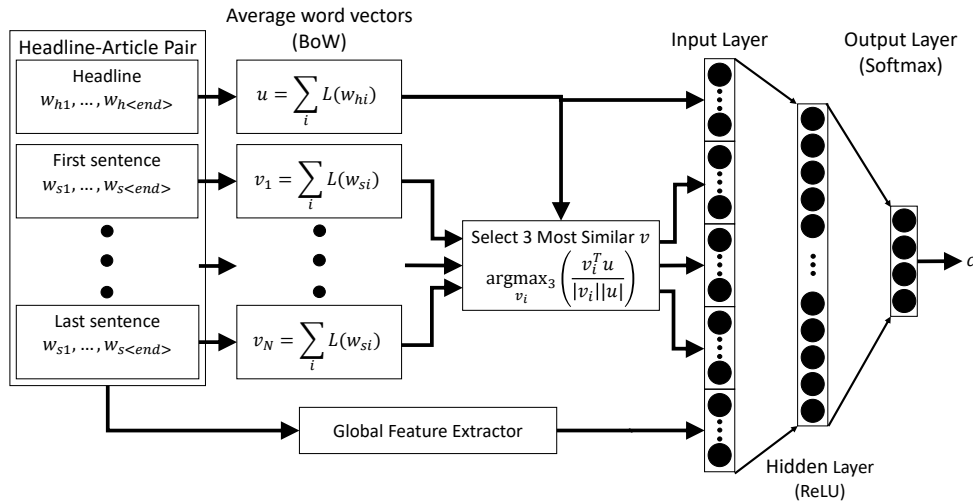 Average word vectors
(BoW)
Headline-Article Pair
Input Layer
Output Layer
(Softmax)
Headline
w_{h1}, … , w_{h<end>}
u = ∑_i L(w_{hi})
First sentence
w_{s1}, … , w_{s<end>}
v_1 = ∑_i L(w_{si})
Select 3 Most Similar v
argmax_3 _{v_i} (v_i^T u / |v_i||u|)
Last sentence
w_{s1}, … , w_{s<end>}
v_N = ∑_i L(w_{si})
Global Feature Extractor
Hidden Layer
(ReLU)